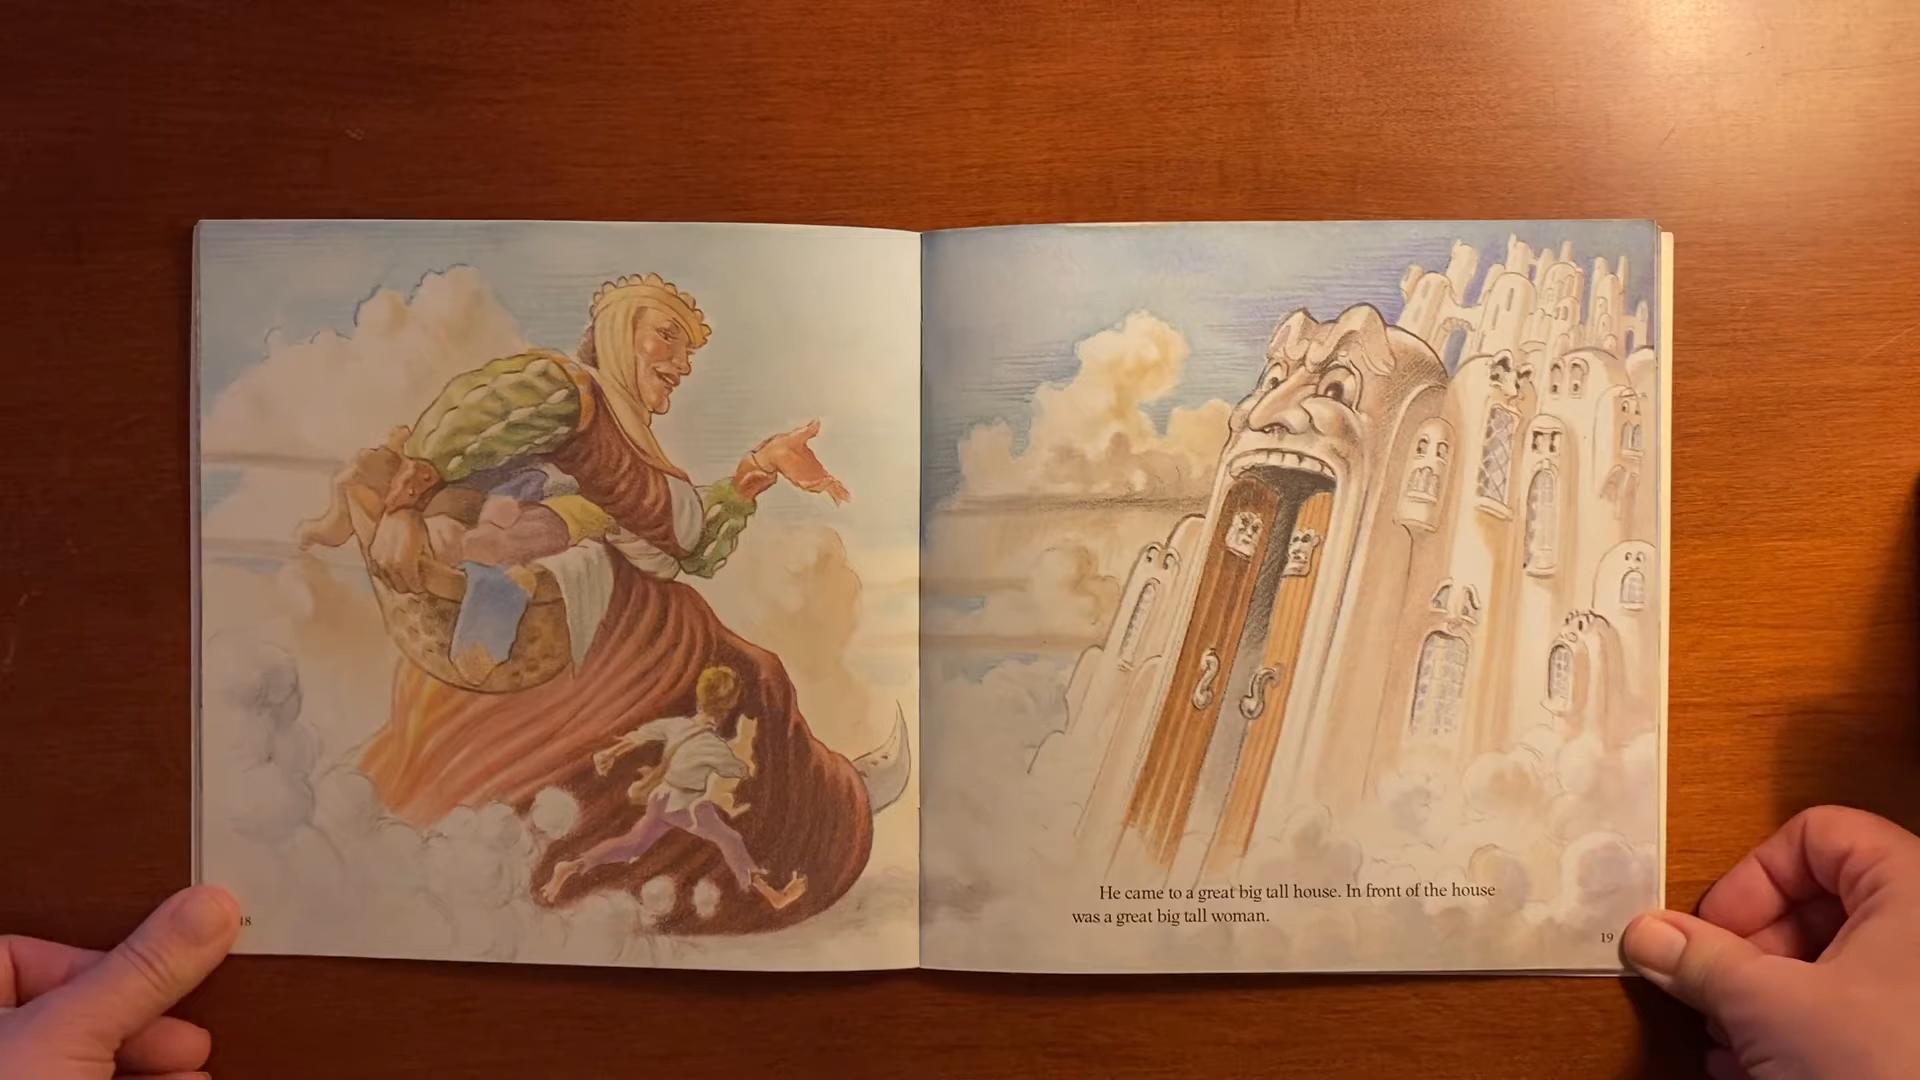 He came to a great big tall house. In front of the house
was a great big tall woman.
18
19